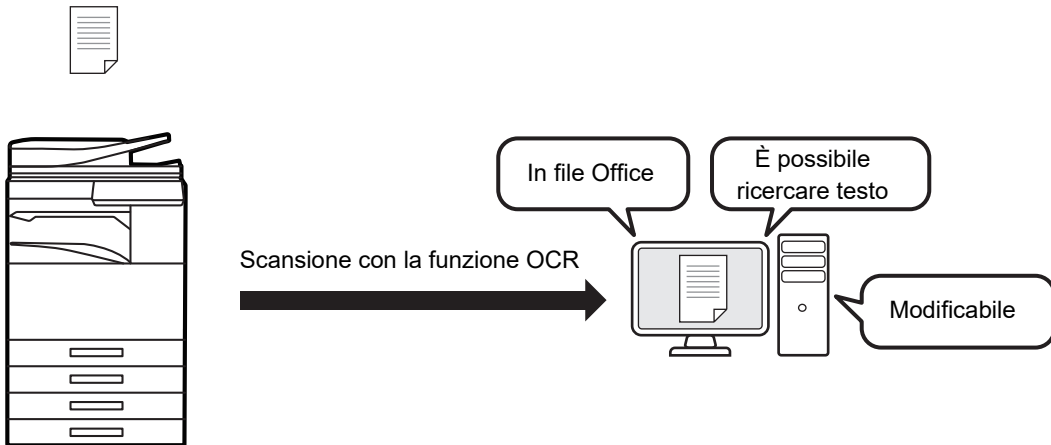 In file Office
È possibile
ricercare testo
Scansione con la funzione OCR
Modificabile